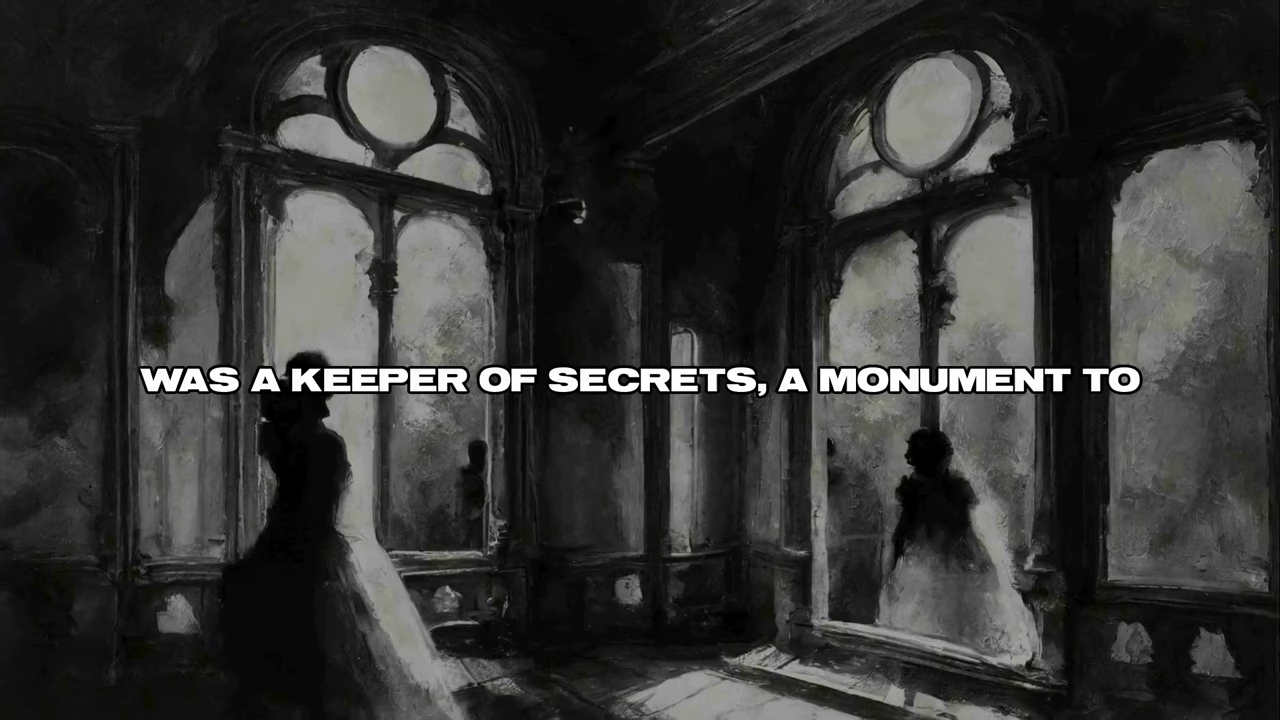 WAS A KEEPER OF SECRETS, A MONUMENT TO